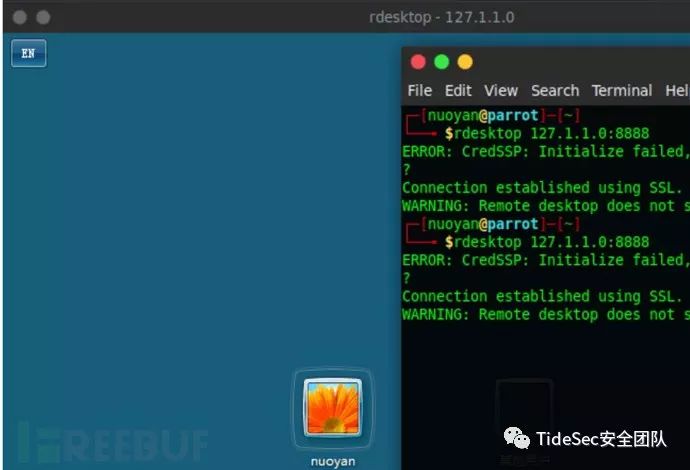 rdesktop - 127.1.1.0
EN
File Edit View Search Terminal Hel
┌─[nuoyan@parrot]─[~]
└──╼ $rdesktop 127.1.1.0:8888
ERROR: CredSSP: Initialize failed,
?
Connection established using SSL.
WARNING: Remote desktop does not s
┌─[nuoyan@parrot]─[~]
└──╼ $rdesktop 127.1.1.0:8888
ERROR: CredSSP: Initialize failed,
?
Connection established using SSL.
WARNING: Remote desktop does not s
FREEBUF
TideSec安全团队
nuoyan